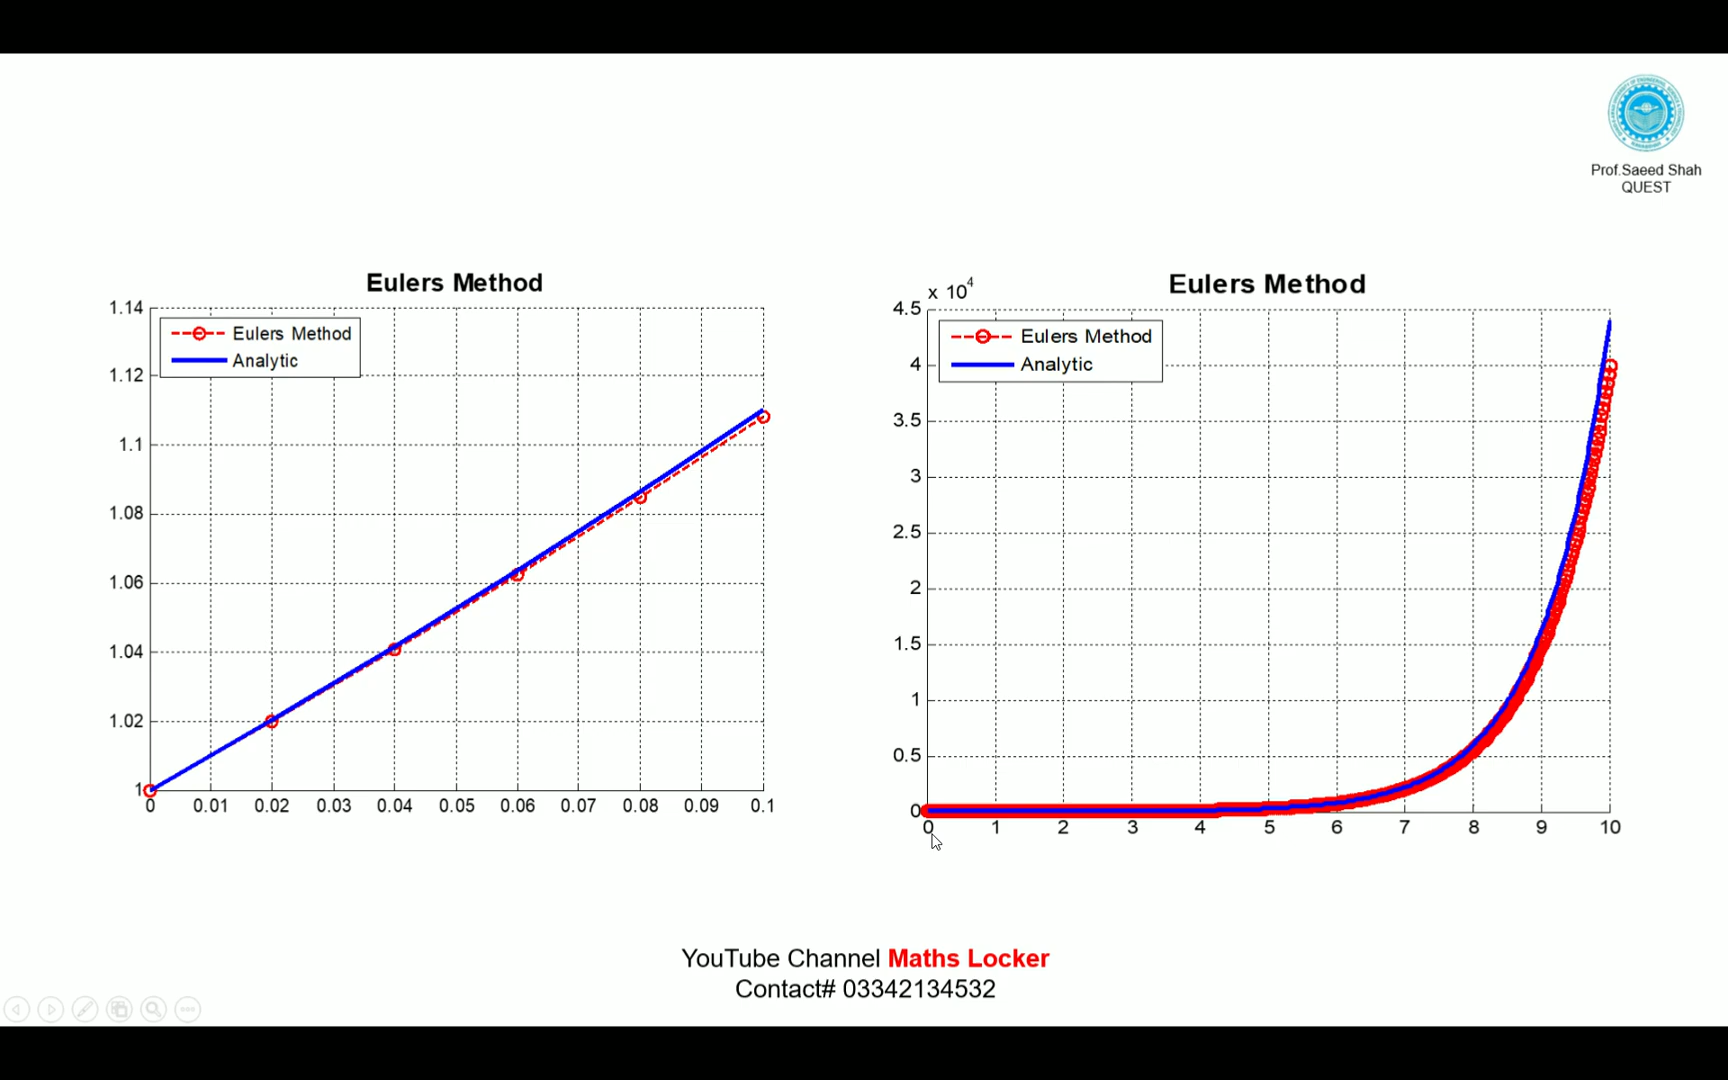 Prof.Saeed Shah
QUEST
Eulers Method
1.14
1.12
1.1
1.08
1.06
1.04
1.02
1
Eulers Method
Analytic
0 0.01 0.02 0.03 0.04 0.05 0.06 0.07 0.08 0.09 0.1
Eulers Method
x 10⁴
4.5
4
3.5
3
2.5
2
1.5
1
0.5
0
Eulers Method
Analytic
0 1 2 3 4 5 6 7 8 9 10
YouTube Channel Maths Locker
Contact# 03342134532